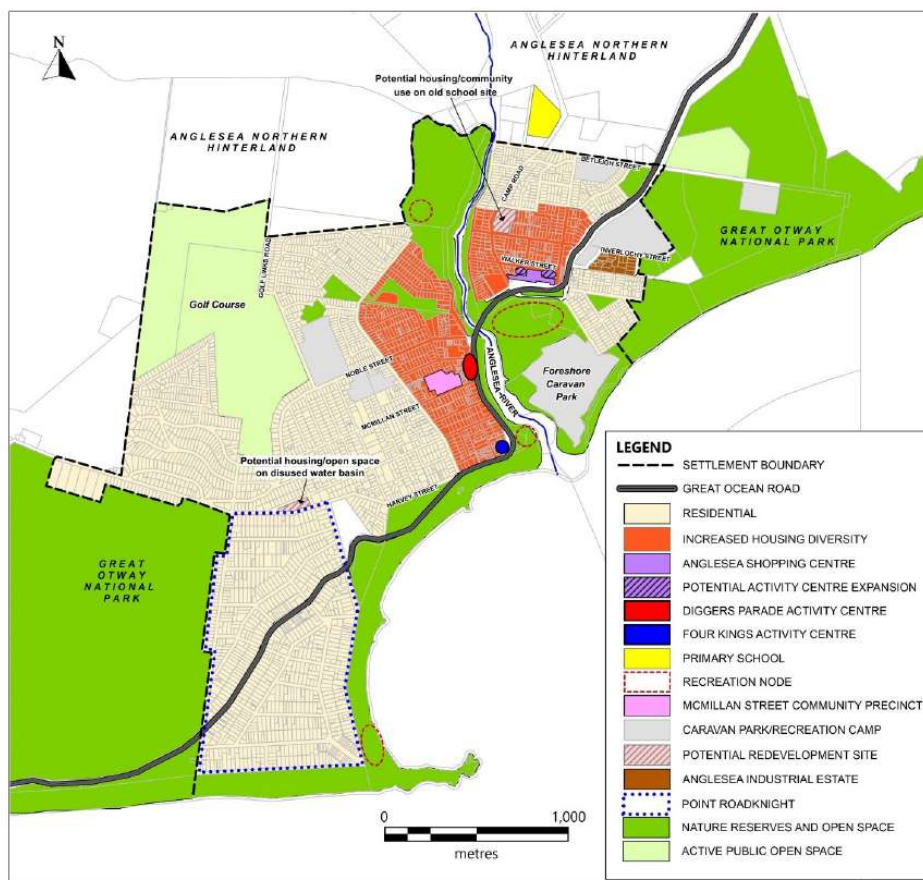 N
ANGLESEA NORTHERN
HINTERLAND
Potential housing/community
use on old school site
ANGLESEA NORTHERN
HINTERLAND
BETLEIGH STREET
CAMP ROAD
GREAT OTWAY
NATIONAL PARK
INVERLOCHY STREET
WALKER STREET
GOLF LINKS ROAD
Golf Course
NOBLE STREET
ANGLESEA RIVER
Foreshore
Caravan
Park
MCMILLAN STREET
Potential housing/open space
on disused water basin
HARVEY STREET
GREAT
OTWAY
NATIONAL
PARK
0 1,000
metres
LEGEND
SETTLEMENT BOUNDARY
GREAT OCEAN ROAD
RESIDENTIAL
INCREASED HOUSING DIVERSITY
ANGLESEA SHOPPING CENTRE
POTENTIAL ACTIVITY CENTRE EXPANSION
DIGGERS PARADE ACTIVITY CENTRE
FOUR KINGS ACTIVITY CENTRE
PRIMARY SCHOOL
RECREATION NODE
MCMILLAN STREET COMMUNITY PRECINCT
CARAVAN PARK/RECREATION CAMP
POTENTIAL REDEVELOPMENT SITE
ANGLESEA INDUSTRIAL ESTATE
POINT ROADKNIGHT
NATURE RESERVES AND OPEN SPACE
ACTIVE PUBLIC OPEN SPACE